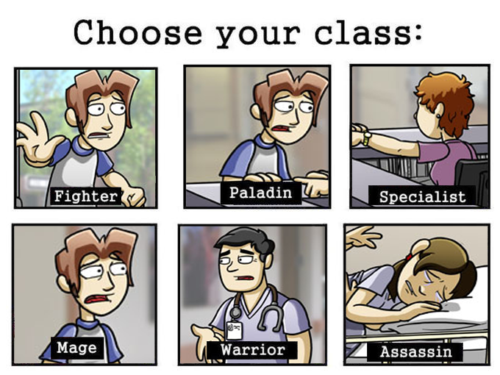 Choose your class:
Fighter
Paladin
Specialist
Mage
Warrior
Assassin